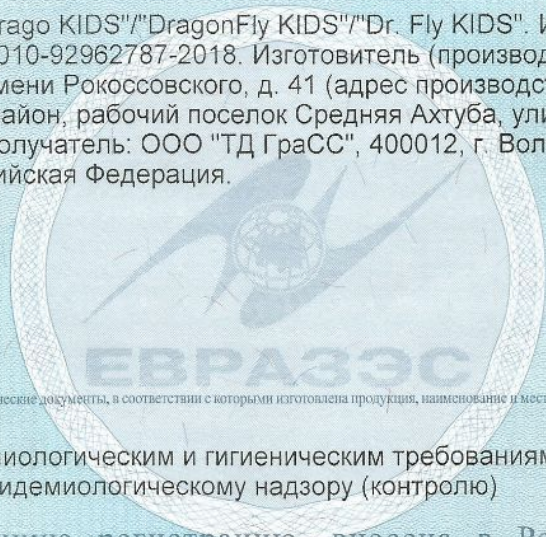 rago KIDS"/"DragonFly KIDS"/"Dr. Fly KIDS". И
010-92962787-2018. Изготовитель (производ
мени Рокоссовского, д. 41 (адрес производст
айон, рабочий поселок Средняя Ахтуба, ули
олучатель: ООО "ТД ГраСС", 400012, г. Вол
ийская Федерация.
ЕВРАЗЭС
ческие документы, в соответствии с которыми изготовлена продукция, наименование и мест
миологическим и гигиеническим требованиям
идемиологическому надзору (контролю)